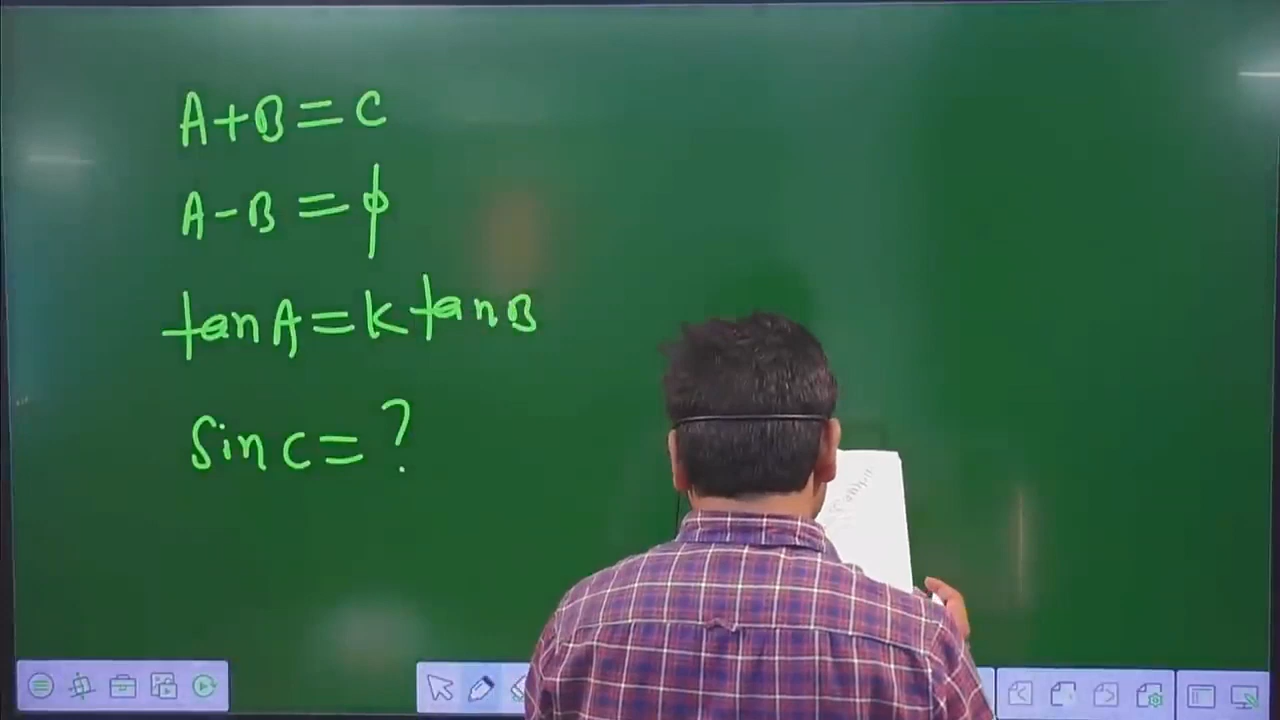 A+B=C
A-B=ϕ
tanA=K tanB
Sin C=?